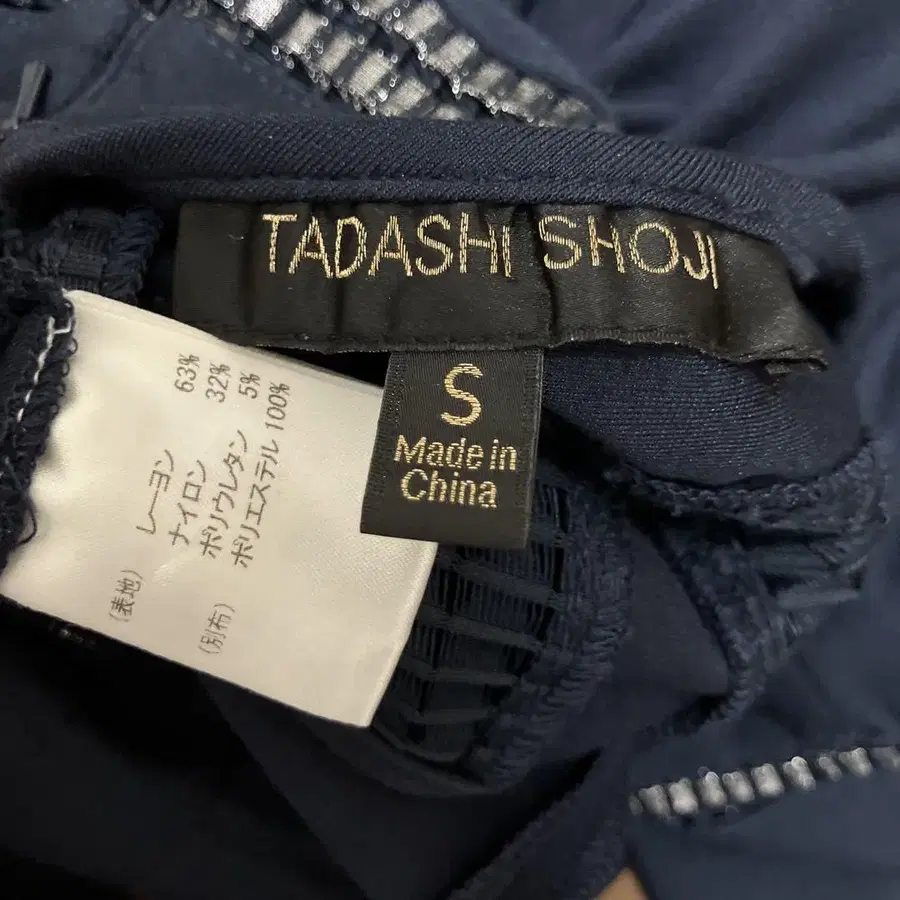 TADASHI SHOJI
S
Made in
China
(表地) レーヨン 63%
ナイロン 32%
ポリウレタン 5%
(別布) ポリエステル 100%